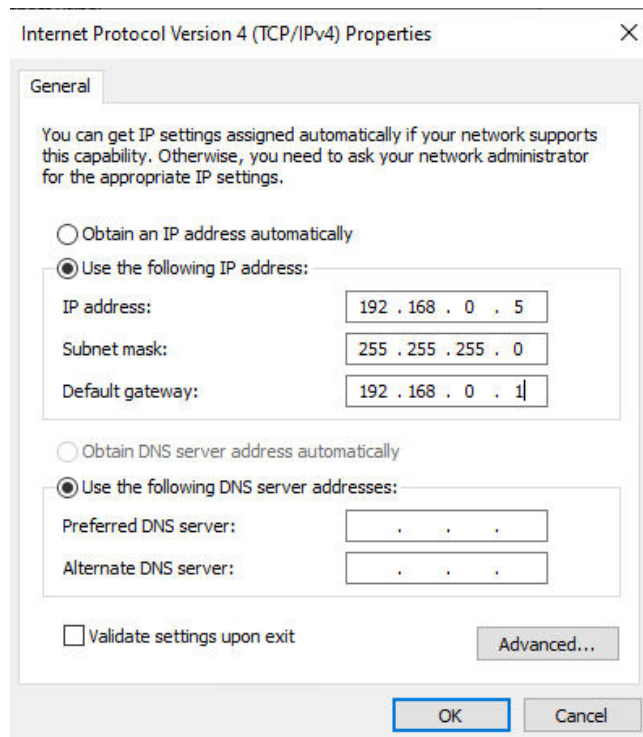 Internet Protocol Version 4 (TCP/IPv4) Properties
General
You can get IP settings assigned automatically if your network supports
this capability. Otherwise, you need to ask your network administrator
for the appropriate IP settings.
Obtain an IP address automatically
Use the following IP address:
IP address: 192 . 168 . 0 . 5
Subnet mask: 255 . 255 . 255 . 0
Default gateway: 192 . 168 . 0 . 1
Obtain DNS server address automatically
Use the following DNS server addresses:
Preferred DNS server: . . .
Alternate DNS server: . . .
Validate settings upon exit
Advanced...
OK Cancel